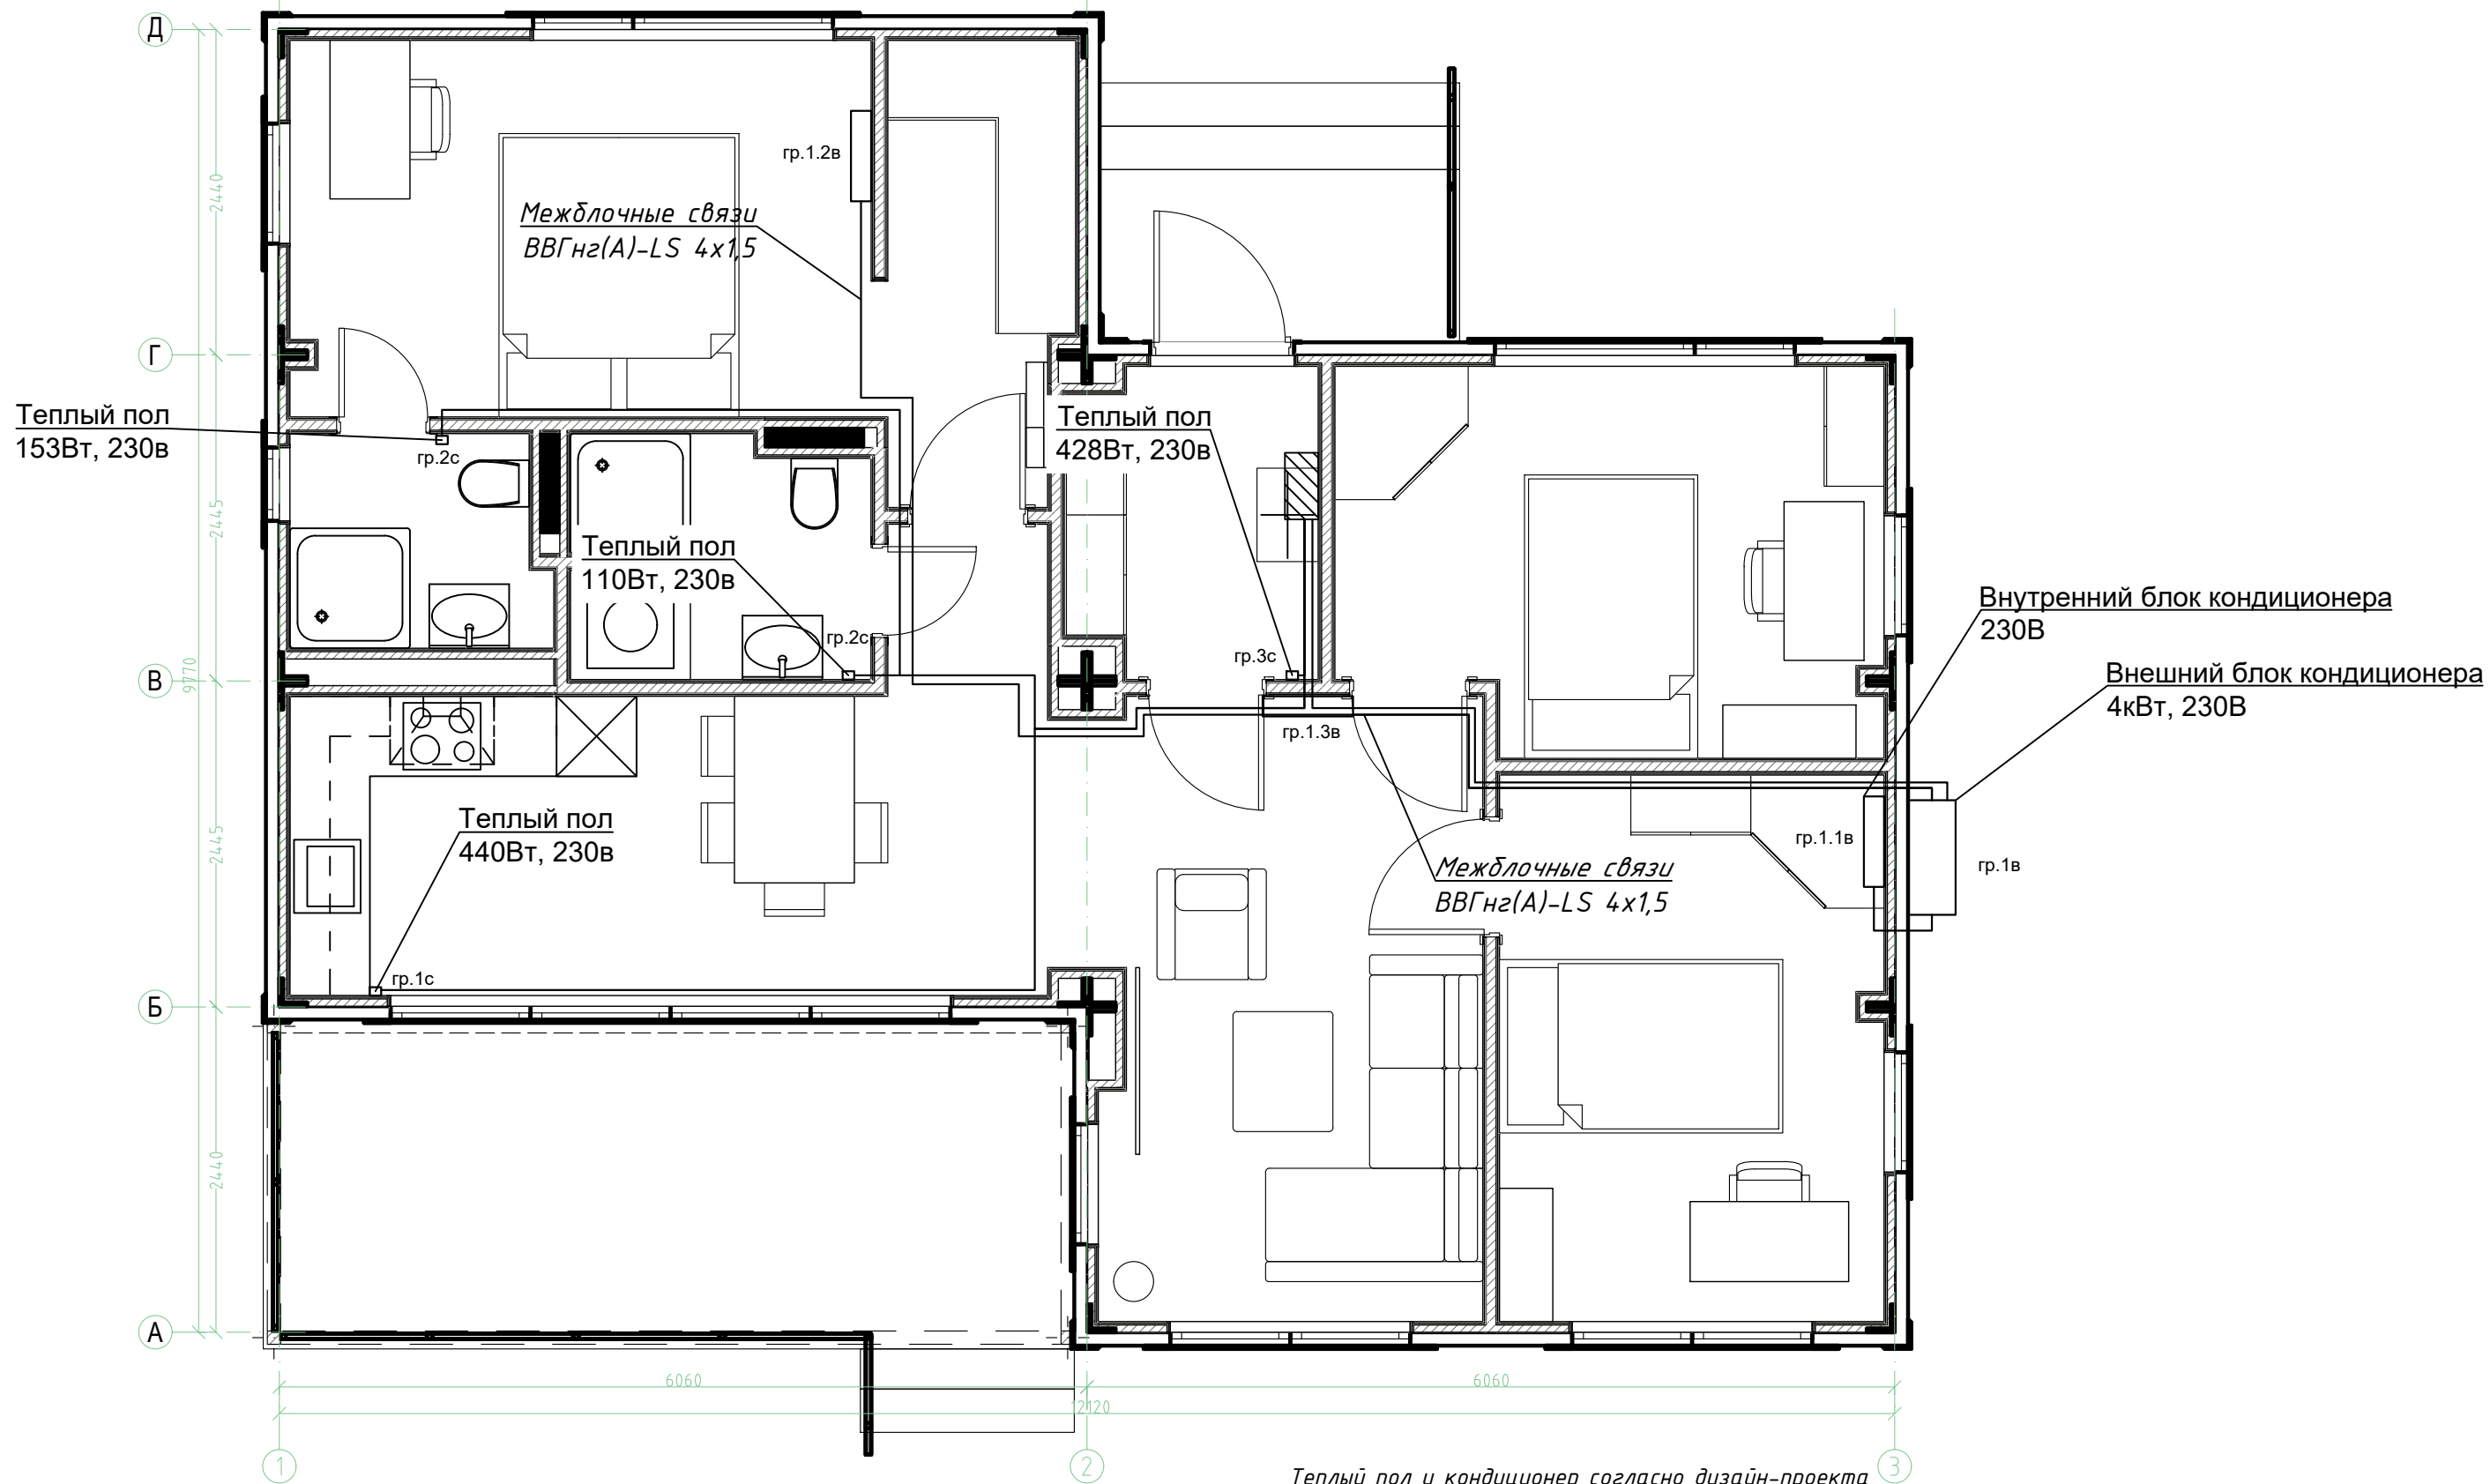 Д
гр.1.2в
2440
Межблочные связи
ВВГнг(А)-LS 4х1,5
Г
Теплый пол
153Вт, 230в
гр.2с
Теплый пол
428Вт, 230в
2445
Теплый пол
110Вт, 230в
гр.2с
гр.3с
Внутренний блок кондиционера
230В
Внешний блок кондиционера
4кВт, 230В
9770
В
гр.1.3в
Теплый пол
440Вт, 230в
2445
гр.1.1в
гр.1в
Межблочные связи
ВВГнг(А)-LS 4х1,5
гр.1с
Б
2440
А
6060
6060
12120
1
2
3
Теплый пол и кондиционер согласно дизайн-проекта